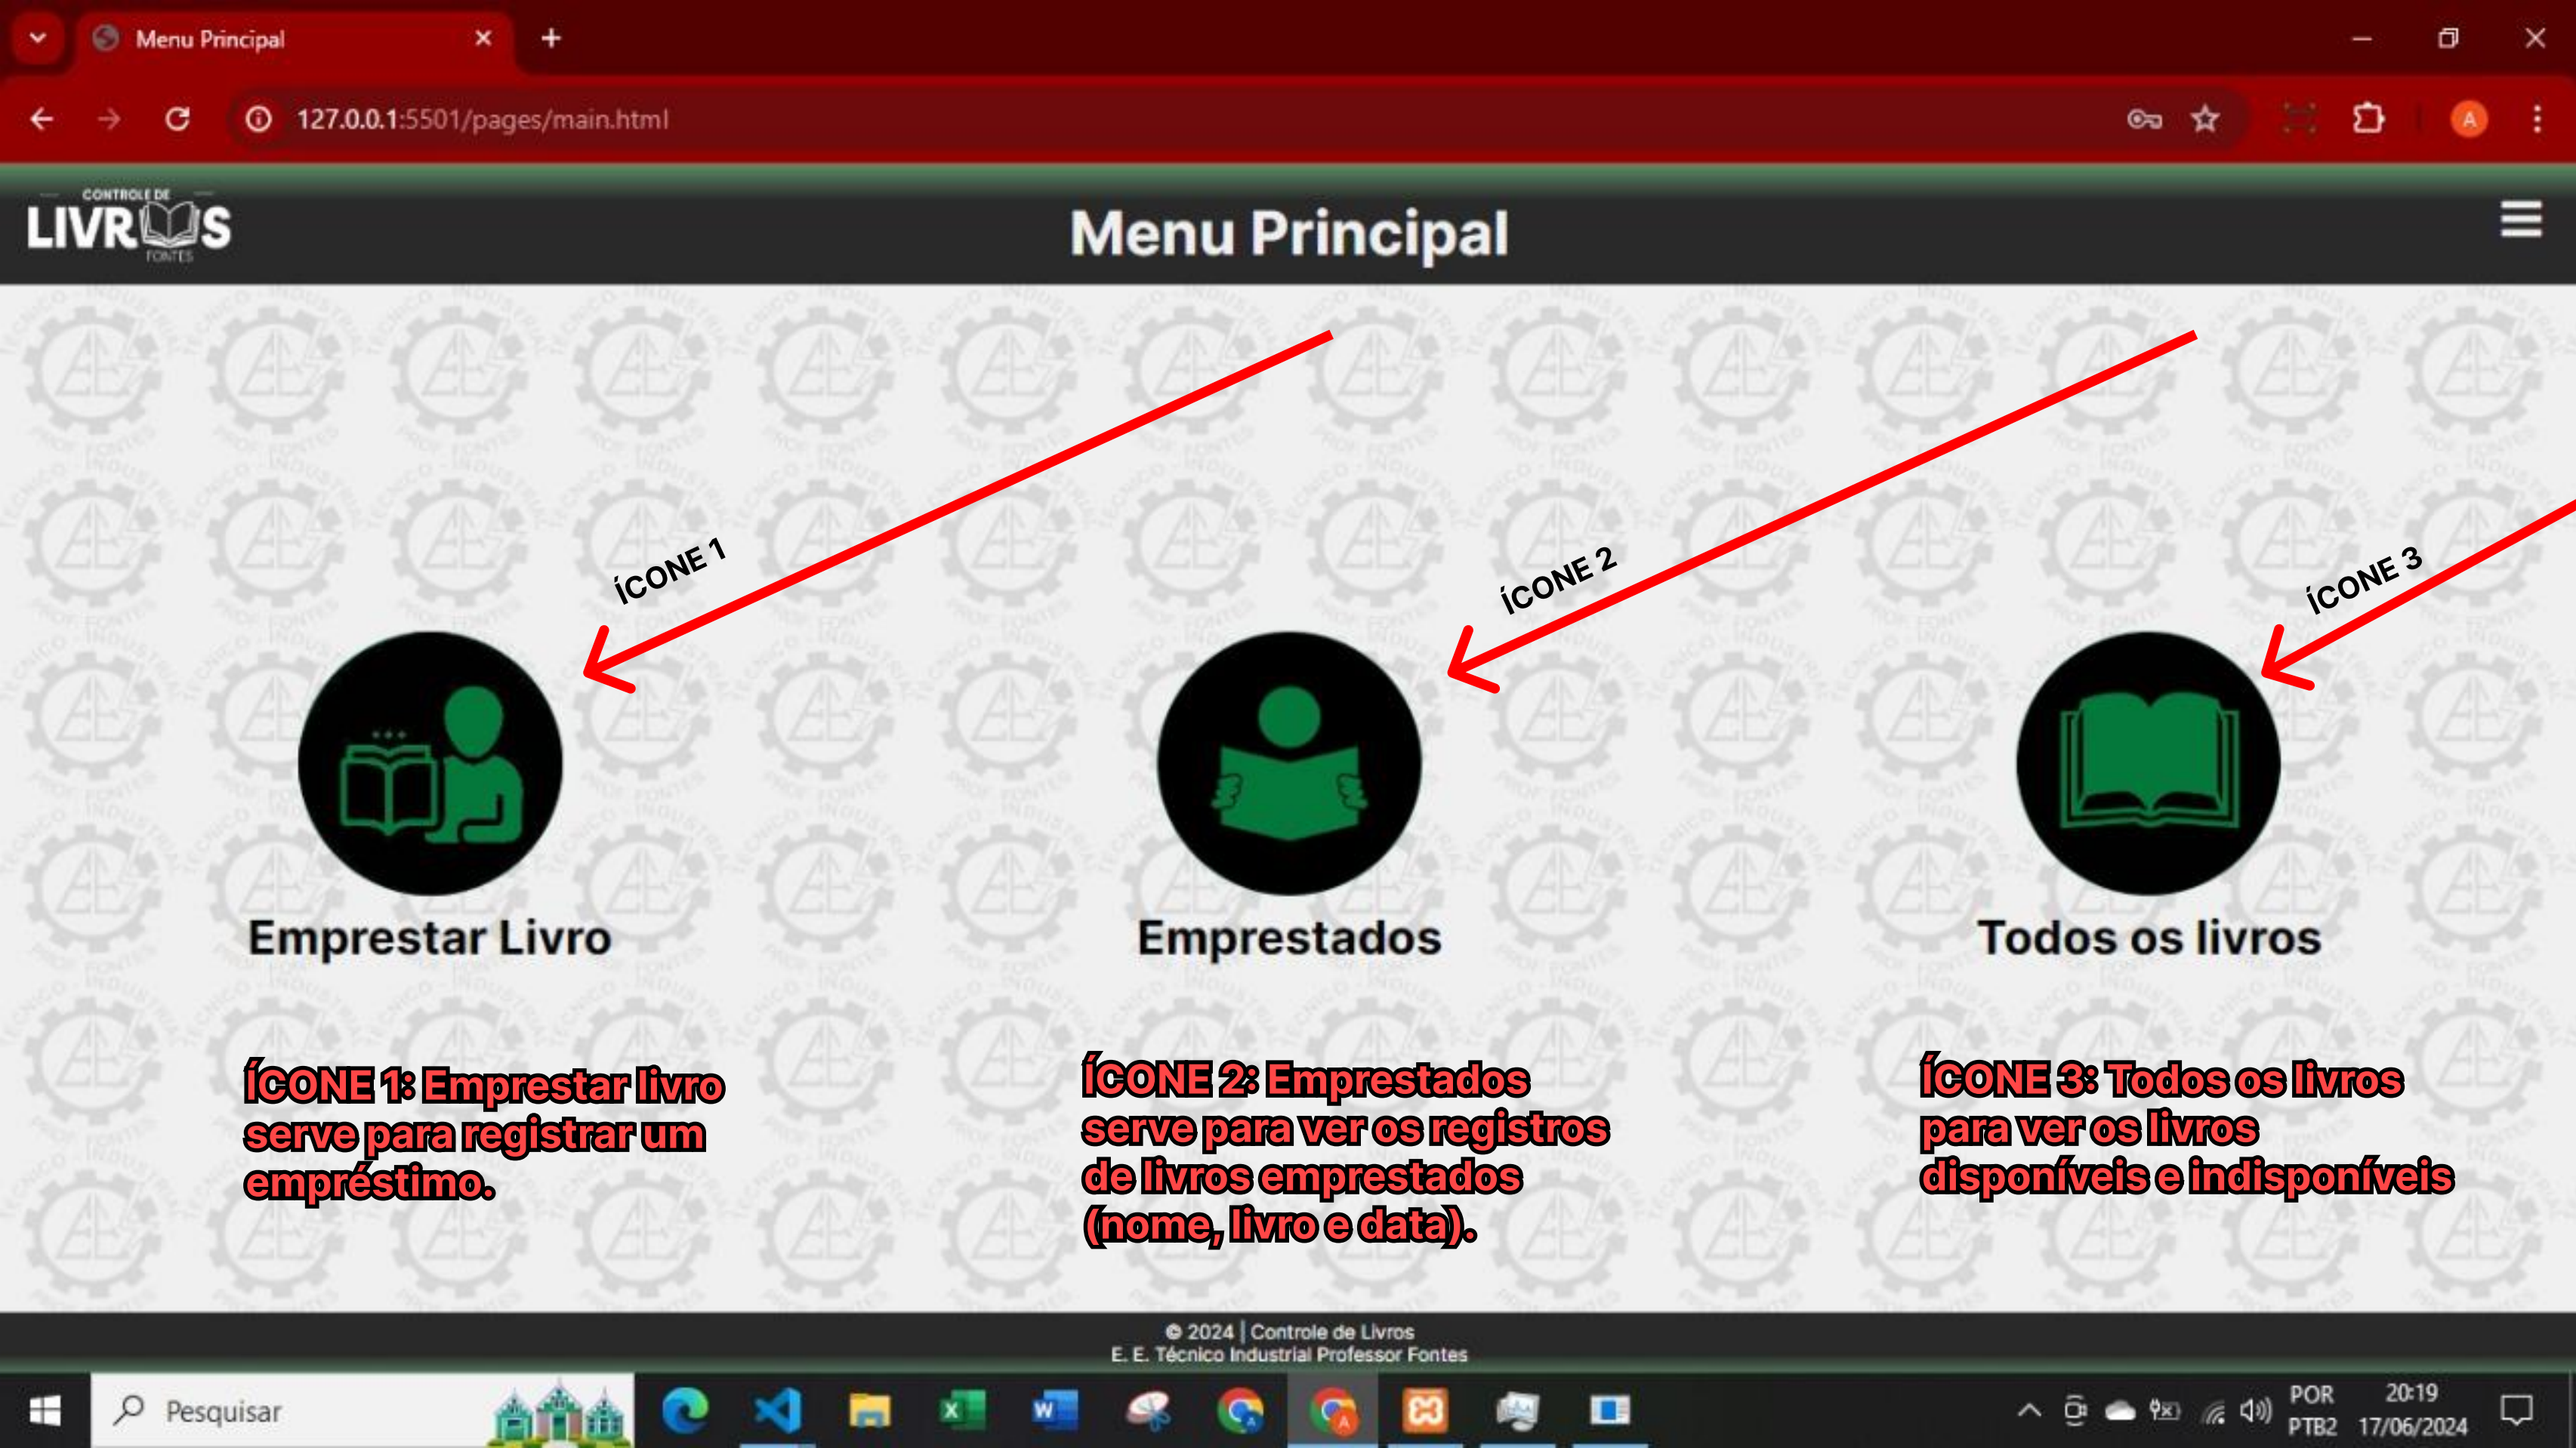 Menu Principal
127.0.0.1:5501/pages/main.html
A
CONTROLE DE
LIVROS
FONTES
Menu Principal
ÍCONE 1
ÍCONE 2
ÍCONE 3
Emprestar Livro
Emprestados
Todos os livros
ÍCONE 1: Emprestar livro
serve para registrar um
empréstimo.
ÍCONE 2: Emprestados
serve para ver os registros
de livros emprestados
(nome, livro e data).
ÍCONE 3: Todos os livros
para ver os livros
disponíveis e indisponíveis
© 2024 | Controle de Livros
E. E. Técnico Industrial Professor Fontes
Pesquisar
POR
PTB2
20:19
17/06/2024